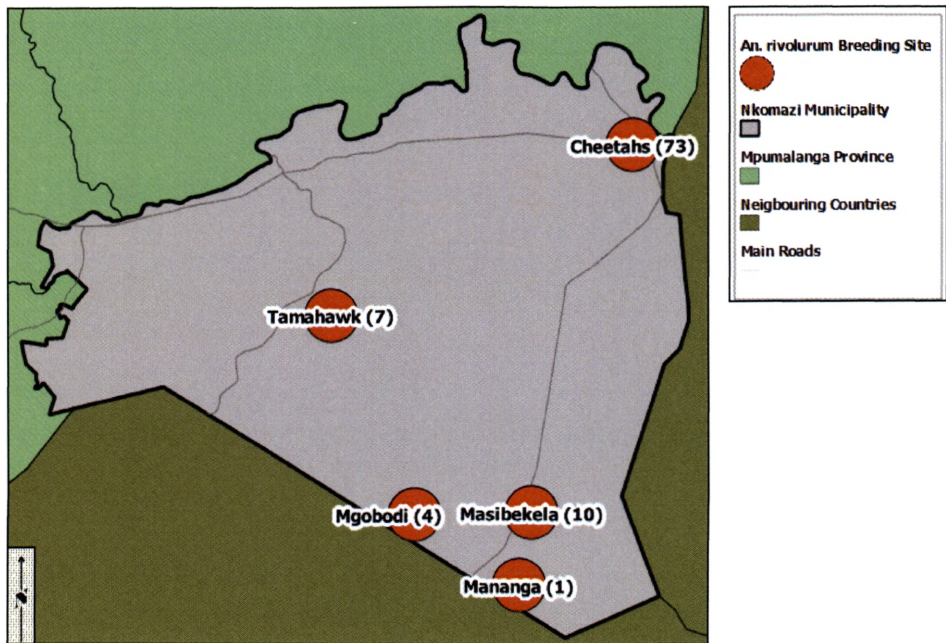 Cheetahs (73)
Tamahawk (7)
Mgobodi (4)
Masibekela (10)
Mananga (1)
An. rivolurum Breeding Site
Nkomazi Municipality
Mpumalanga Province
Neigbouring Countries
Main Roads